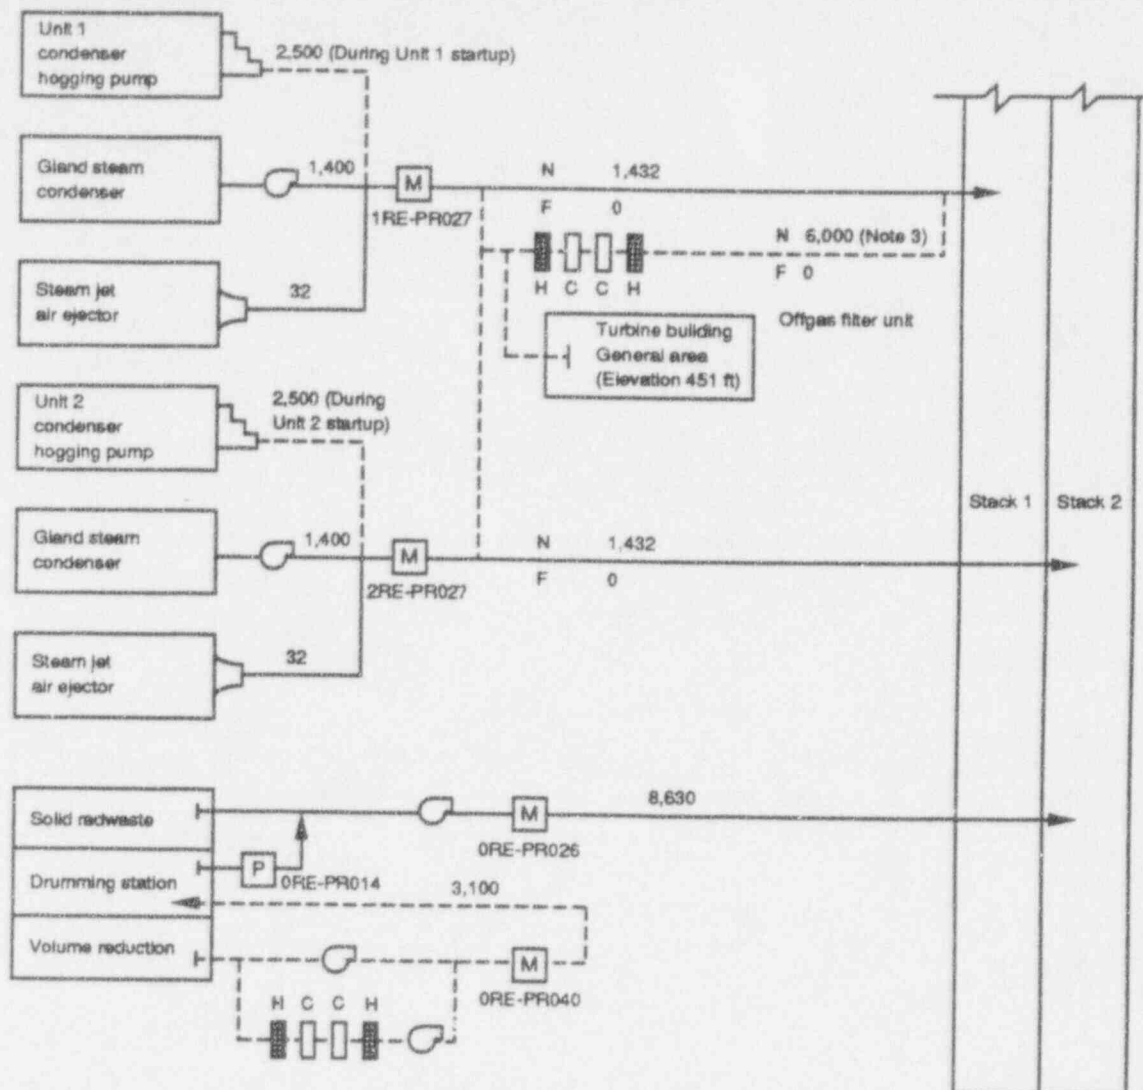 Unit 1
condenser
hogging pump
2,500 (During Unit 1 startup)
Gland steam
condenser
1,400
M
1RE-PR027
N 1,432
F 0
N 6,000 (Note 3)
F 0
H C C H
Offgas filter unit
Steam jet
air ejector
32
Turbine building
General area
(Elevation 451 ft)
Unit 2
condenser
hogging pump
2,500 (During
Unit 2 startup)
Stack 1
Stack 2
Gland steam
condenser
1,400
M
2RE-PR027
N 1,432
F 0
Steam jet
air ejector
32
Solid radwaste
M
0RE-PR026
8,630
Drumming station
P
0RE-PR014
3,100
Volume reduction
M
0RE-PR040
H C C H